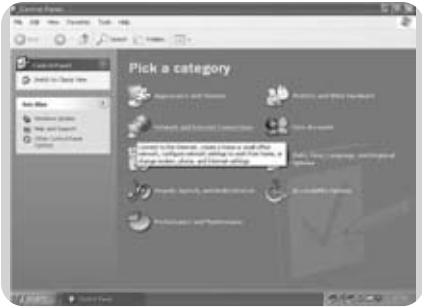 Control Panel
File Edit View Favorites Tools Help
Search Folders
Control Panel
Switch to Classic View
See Also
Windows Update
Help and Support
Other Control Panel
Options
Pick a category
Appearance and Themes
Printers and Other Hardware
Network and Internet Connections
User Accounts
Connect to the Internet, create a home or small office
network, configure network settings to work from home, or
change modem, phone, and Internet settings
Date, Time, Language, and Regional
Options
Sounds, Speech, and Audio Devices
Accessibility Options
Performance and Maintenance
Control Panel